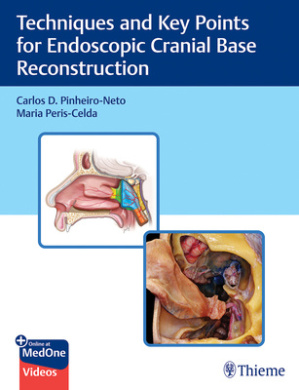 Techniques and Key Points
for Endoscopic Cranial Base
Reconstruction
Carlos D. Pinheiro-Neto
Maria Peris-Celda
+ Online at
MedOne
Videos
Thieme